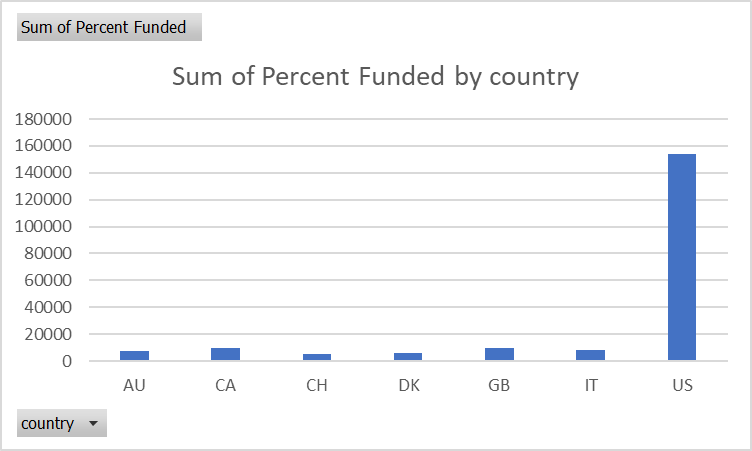 Sum of Percent Funded
Sum of Percent Funded by country
180000
160000
140000
120000
100000
80000
60000
40000
20000
0
AU CA CH DK GB IT US
country